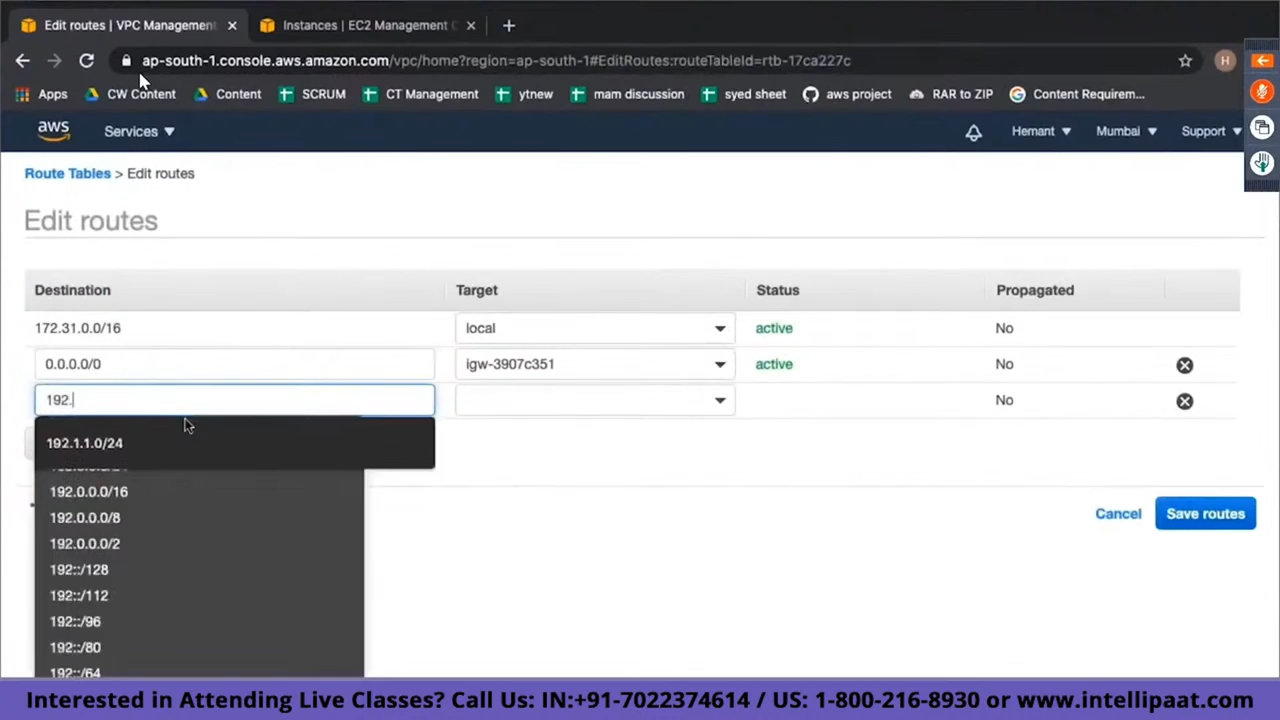 Edit routes | VPC Management
Instances | EC2 Management C
ap-south-1.console.aws.amazon.com/vpc/home?region=ap-south-1#EditRoutes:routeTableId=rtb-17ca227c
H
Apps CW Content Content SCRUM CT Management ytnew mam discussion syed sheet aws project RAR to ZIP Content Requirem...
aws Services Hemant Mumbai Support
Route Tables > Edit routes
Edit routes
Destination Target Status Propagated
172.31.0.0/16 local active No
0.0.0.0/0 igw-3907c351 active No
192. No
192.1.1.0/24
192.0.0.0/16
192.0.0.0/8
192.0.0.0/2
192::/128
192::/112
192::/96
192::/80
192::/64
Cancel Save routes
Interested in Attending Live Classes? Call Us: IN:+91-7022374614 / US: 1-800-216-8930 or www.intellipaat.com